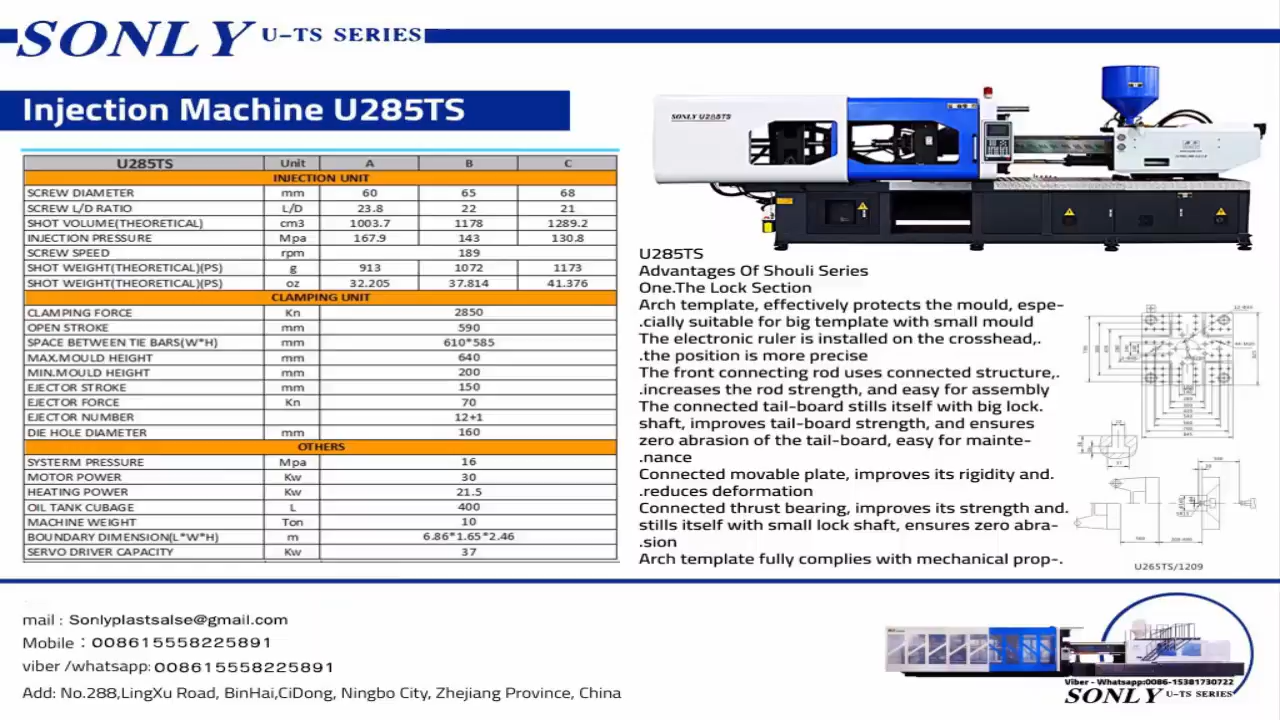 SONLY U-TS SERIES
Injection Machine U285TS
U285TS Unit A B C
INJECTION UNIT
SCREW DIAMETER mm 60 65 68
SCREW L/D RATIO L/D 23.8 22 21
SHOT VOLUME(THEORETICAL) cm3 1003.7 1178 1289.2
INJECTION PRESSURE Mpa 167.9 143 130.8
SCREW SPEED rpm 189
SHOT WEIGHT(THEORETICAL)(PS) g 913 1072 1173
SHOT WEIGHT(THEORETICAL)(PS) oz 32.205 37.814 41.376
CLAMPING UNIT
CLAMPING FORCE Kn 2850
OPEN STROKE mm 590
SPACE BETWEEN TIE BARS(W*H) mm 610*585
MAX.MOULD HEIGHT mm 640
MIN.MOULD HEIGHT mm 200
EJECTOR STROKE mm 150
EJECTOR FORCE Kn 70
EJECTOR NUMBER 12+1
DIE HOLE DIAMETER mm 160
OTHERS
SYSTERM PRESSURE Mpa 16
MOTOR POWER Kw 30
HEATING POWER Kw 21.5
OIL TANK CUBAGE L 400
MACHINE WEIGHT Ton 10
BOUNDARY DIMENSION(L*W*H) m 6.86*1.65*2.46
SERVO DRIVER CAPACITY Kw 37
SONLY U285TS
U285TS
Advantages Of Shouli Series
One.The Lock Section
Arch template, effectively protects the mould, espe-
.cially suitable for big template with small mould
The electronic ruler is installed on the crosshead,.
.the position is more precise
The front connecting rod uses connected structure,.
.increases the rod strength, and easy for assembly
The connected tail-board stills itself with big lock.
shaft, improves tail-board strength, and ensures
zero abrasion of the tail-board, easy for mainte-
.nance
Connected movable plate, improves its rigidity and.
.reduces deformation
Connected thrust bearing, improves its strength and.
stills itself with small lock shaft, ensures zero abra-
.sion
Arch template fully complies with mechanical prop-.
U265TS/1209
mail : Sonlyplastsalse@gmail.com
Mobile : 008615558225891
viber /whatsapp: 008615558225891
Add: No.288,LingXu Road, BinHai,CiDong, Ningbo City, Zhejiang Province, China
Viber - Whatsapp:0086-15381730722
SONLY U-TS SERIES